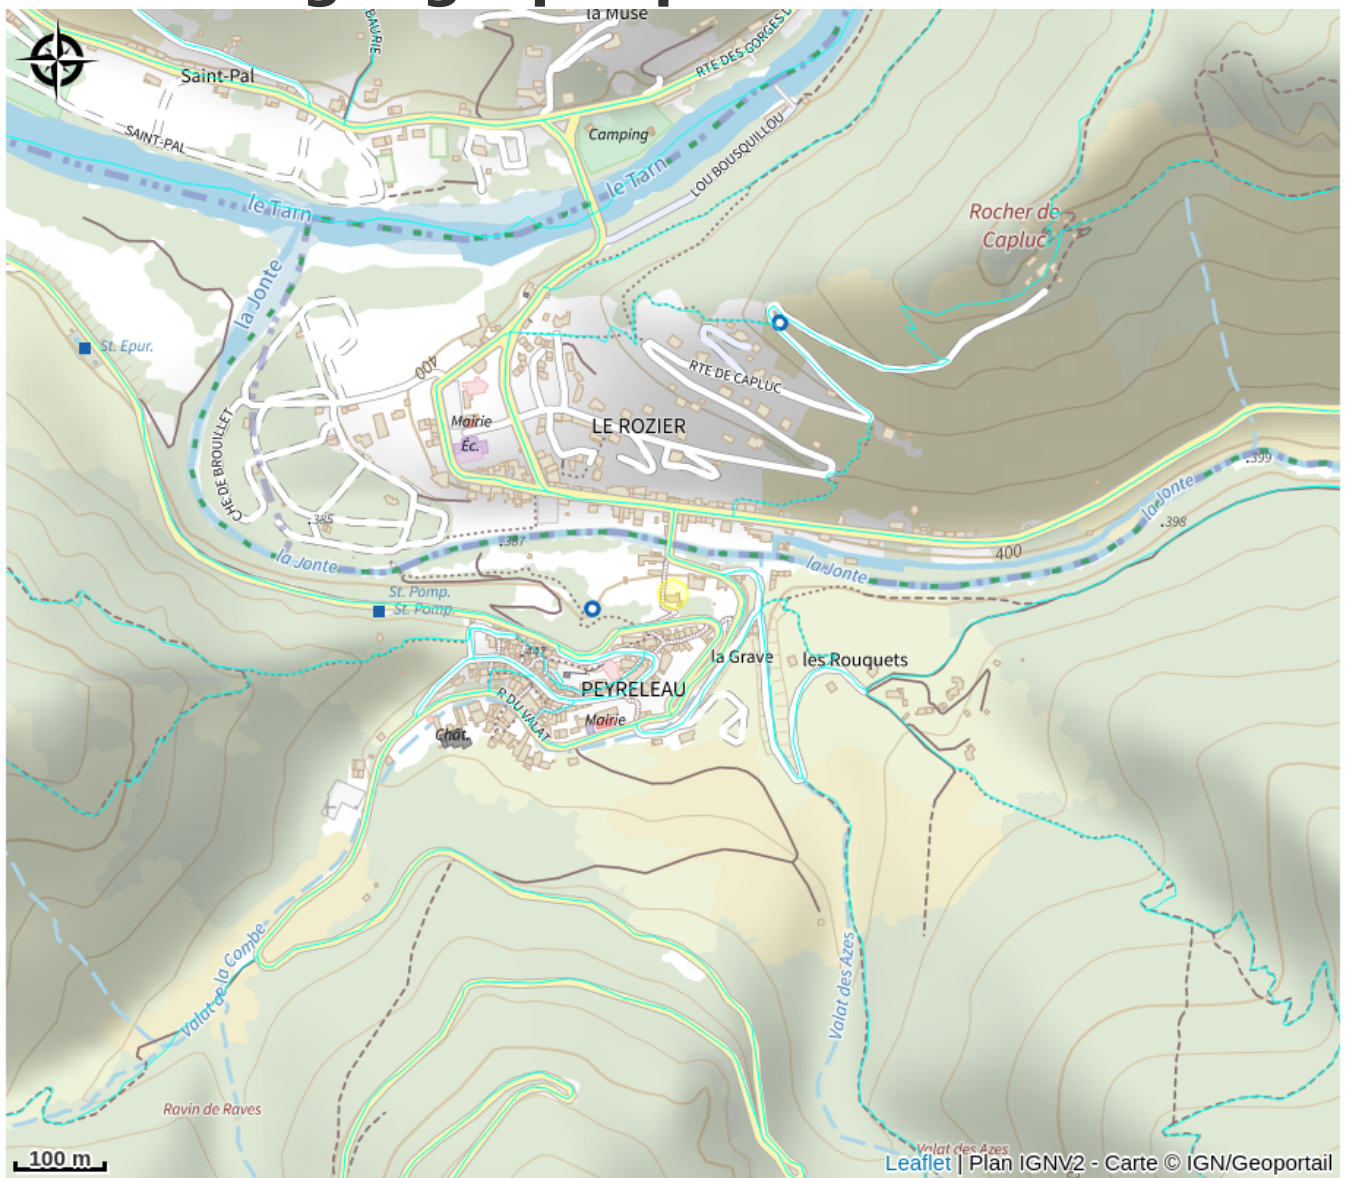 la Muse
BAURIE
RTE DES GORGES
Saint-Pal
SAINT-PAL
Camping
LOU BOUSQUILLOU
le Tarn
le Tarn
Rocher de
Capluc
la Jonte
St. Epur.
400
RTE DE CAPLUC
Mairie
LE ROZIER
Éc.
CHE DE BROUILLET
.399
la Jonte
.385
.398
.387
400
la Jonte
la Jonte
St. Pomp.
St. Pomp.
.447
la Grave
les Rouquets
PEYRELEAU
R DU VALAT
Mairie
Chât.
Valat de la Combe
Valat des Azes
Ravin de Raves
Valat des Azes
100 m
Leaflet | Plan IGNV2 - Carte © IGN/Geoportail